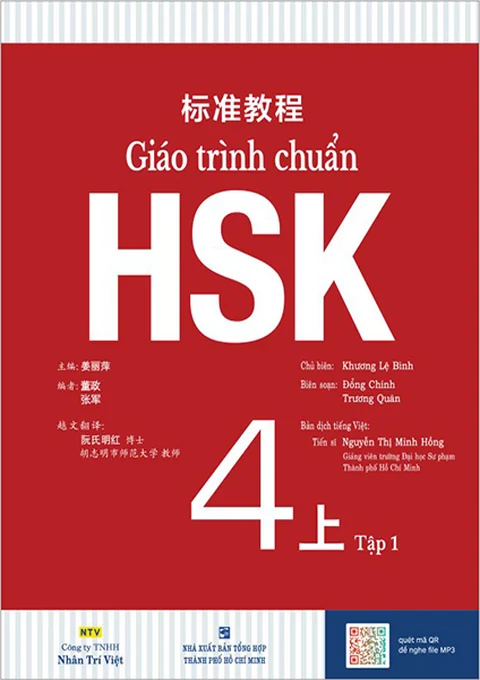 标准教程
Giáo trình chuẩn
HSK
主编: 姜丽萍
编者: 董政
张军
越文翻译:
阮氏明红 博士
胡志明市师范大学 教师
Chủ biên: Khương Lệ Bình
Biên soạn: Đổng Chính
Trương Quân
Bản dịch tiếng Việt:
Tiến sĩ Nguyễn Thị Minh Hồng
Giảng viên trường Đại học Sư phạm
Thành phố Hồ Chí Minh
4上 Tập 1
NTV
Công ty TNHH
Nhân Trí Việt
NHÀ XUẤT BẢN TỔNG HỢP
THÀNH PHỐ HỒ CHÍ MINH
quét mã QR
để nghe file MP3